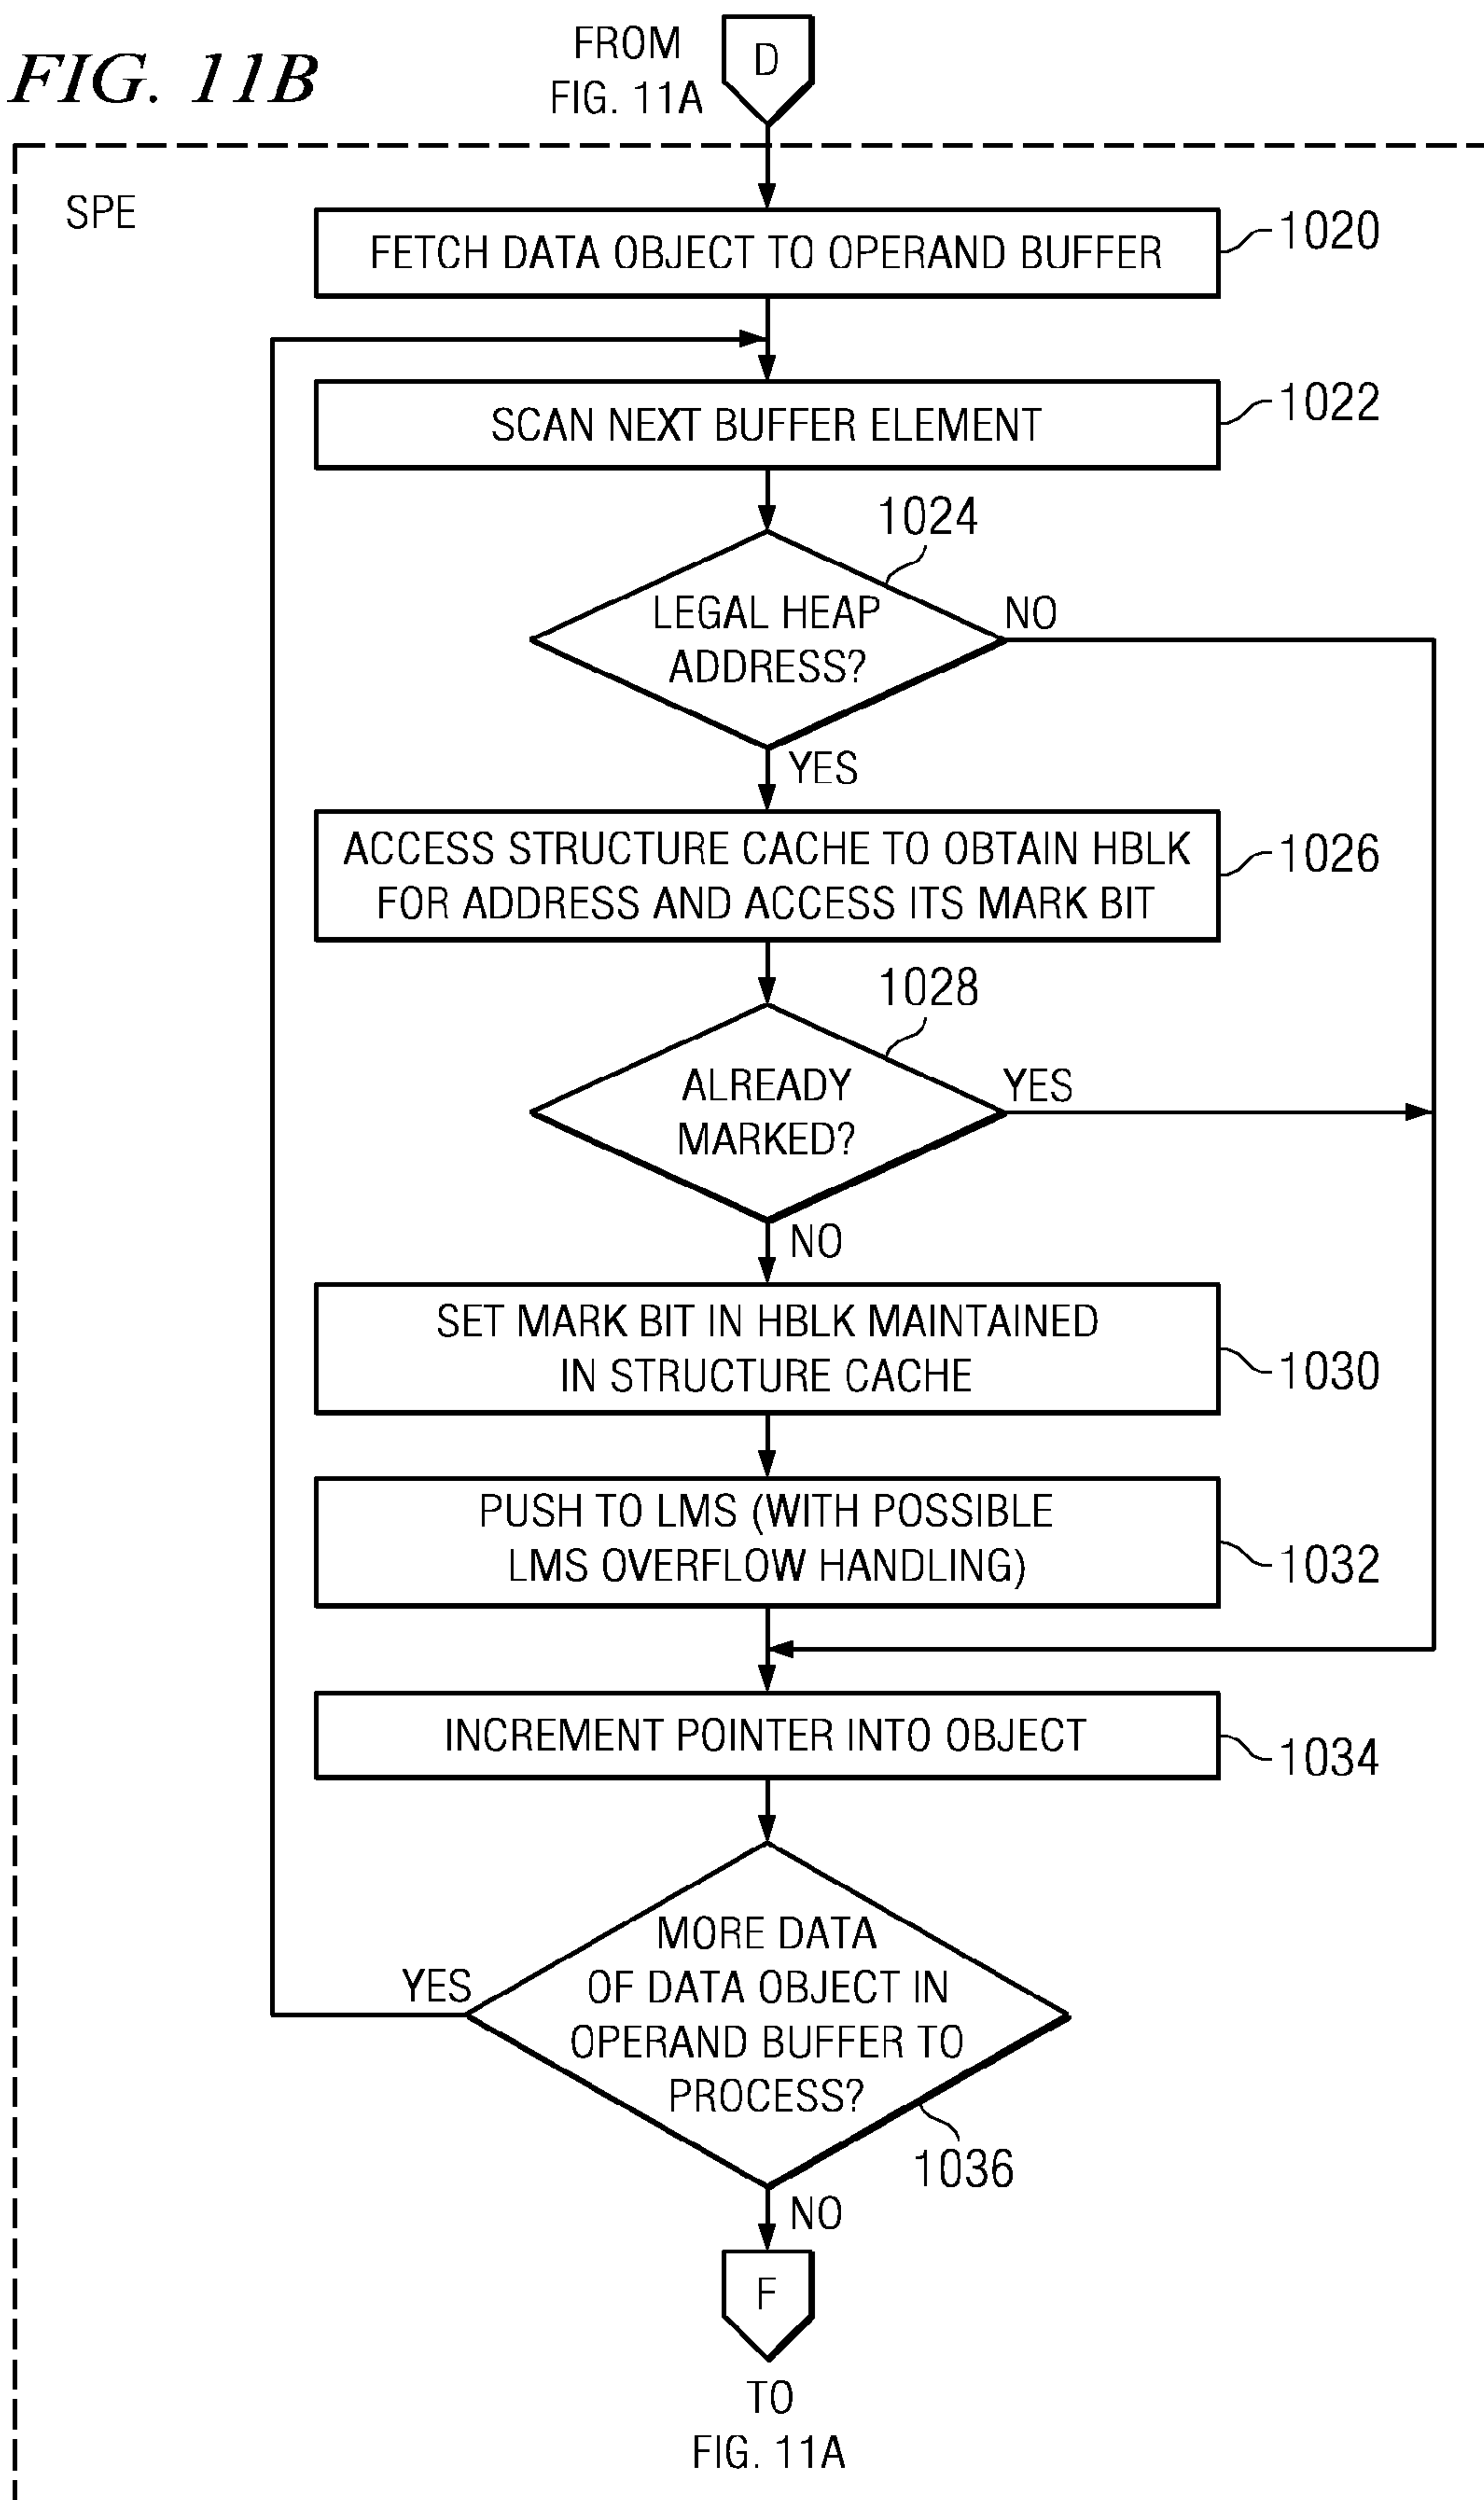 FIG. 11B
FROM
FIG. 11A
D
SPE
FETCH DATA OBJECT TO OPERAND BUFFER
1020
SCAN NEXT BUFFER ELEMENT
1022
1024
LEGAL HEAP
ADDRESS?
NO
YES
ACCESS STRUCTURE CACHE TO OBTAIN HBLK
FOR ADDRESS AND ACCESS ITS MARK BIT
1026
1028
ALREADY
MARKED?
YES
NO
SET MARK BIT IN HBLK MAINTAINED
IN STRUCTURE CACHE
1030
PUSH TO LMS (WITH POSSIBLE
LMS OVERFLOW HANDLING)
1032
INCREMENT POINTER INTO OBJECT
1034
MORE DATA
OF DATA OBJECT IN
OPERAND BUFFER TO
PROCESS?
YES
1036
NO
F
TO
FIG. 11A